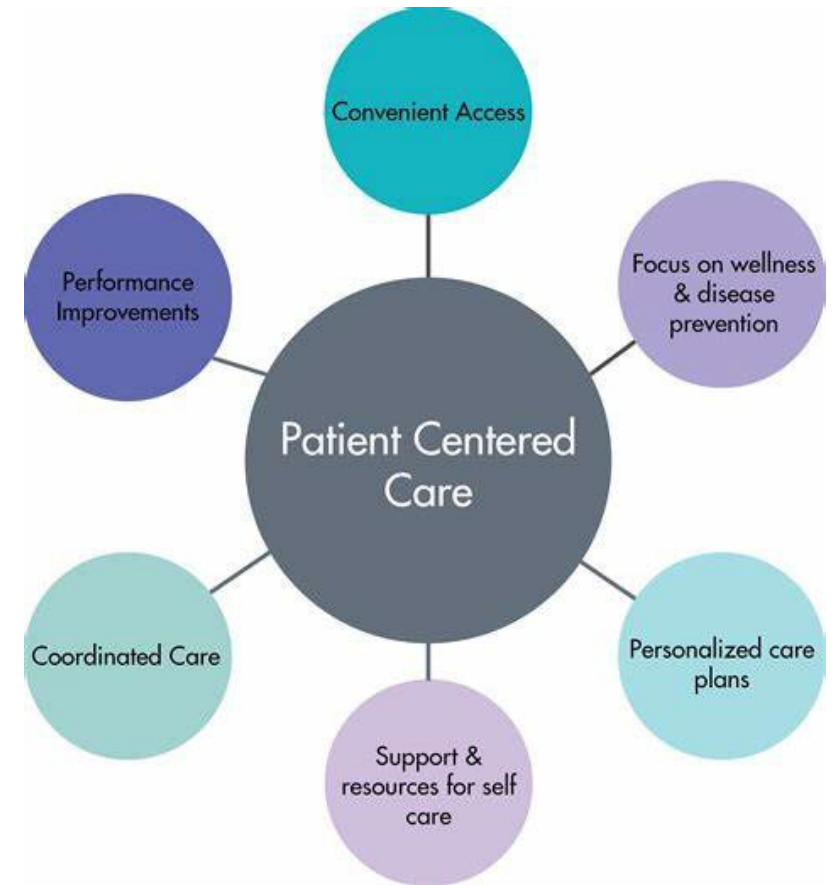 Convenient Access
Focus on wellness
& disease
prevention
Performance
Improvements
Patient Centered
Care
Coordinated Care
Personalized care
plans
Support &
resources for self
care